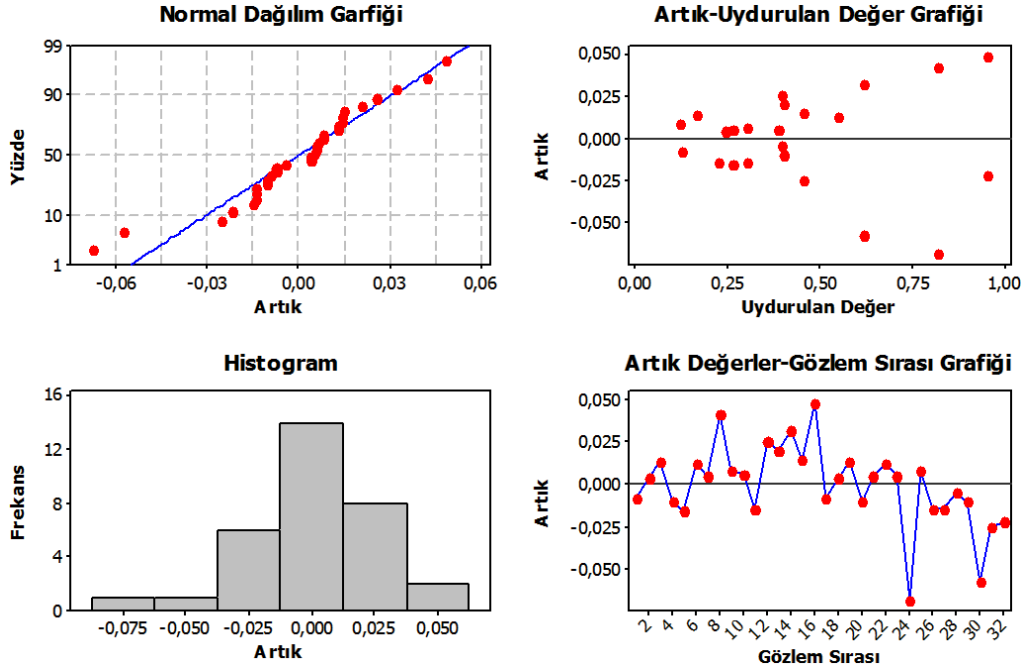 Normal Dağılım Garfiği
Yüzde
99
90
50
10
1
-0,06 -0,03 0,00 0,03 0,06
Artık
Artık-Uydurulan Değer Grafiği
Artık
0,050
0,025
0,000
-0,025
-0,050
0,00 0,25 0,50 0,75 1,00
Uydurulan Değer
Histogram
Frekans
16
12
8
4
0
-0,075 -0,050 -0,025 0,000 0,025 0,050
Artık
Artık Değerler-Gözlem Sırası Grafiği
Artık
0,050
0,025
0,000
-0,025
-0,050
2 4 6 8 10 12 14 16 18 20 22 24 26 28 30 32
Gözlem Sırası